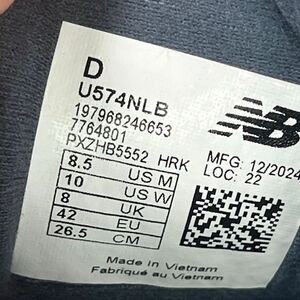 D
U574NLB
197968246653
7764801
PXZHB5552 HRK
8.5 US M
10 US W
8 UK
42 EU
26.5 CM
NB
MFG: 12/2024
LOC: 22
Made in Vietnam
Fabriqué au Vietnam